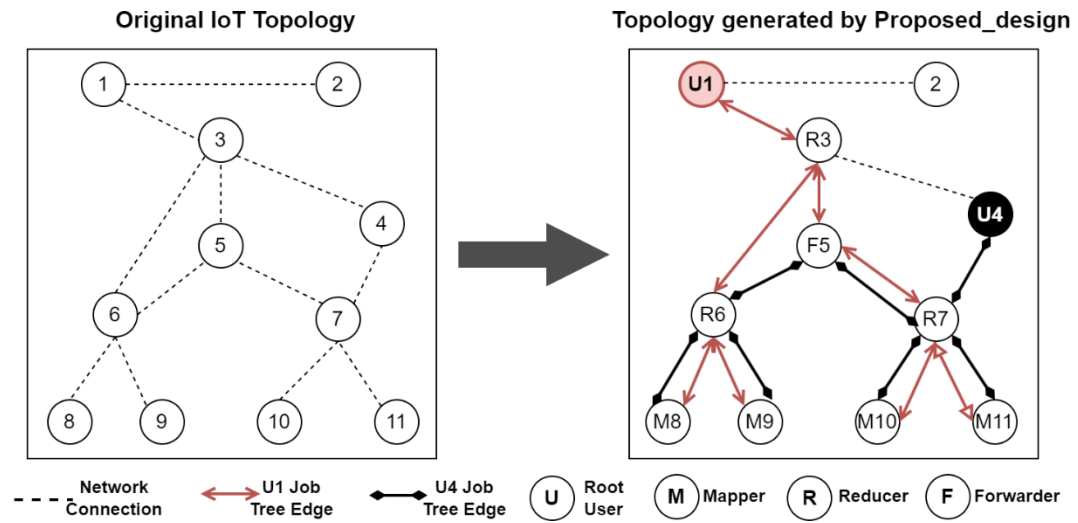 Original IoT Topology
1
2
3
4
5
6
7
8
9
10
11
Topology generated by Proposed_design
U1
2
R3
U4
F5
R6
R7
M8
M9
M10
M11
Network
Connection
U1 Job
Tree Edge
U4 Job
Tree Edge
U
Root
User
M
Mapper
R
Reducer
F
Forwarder